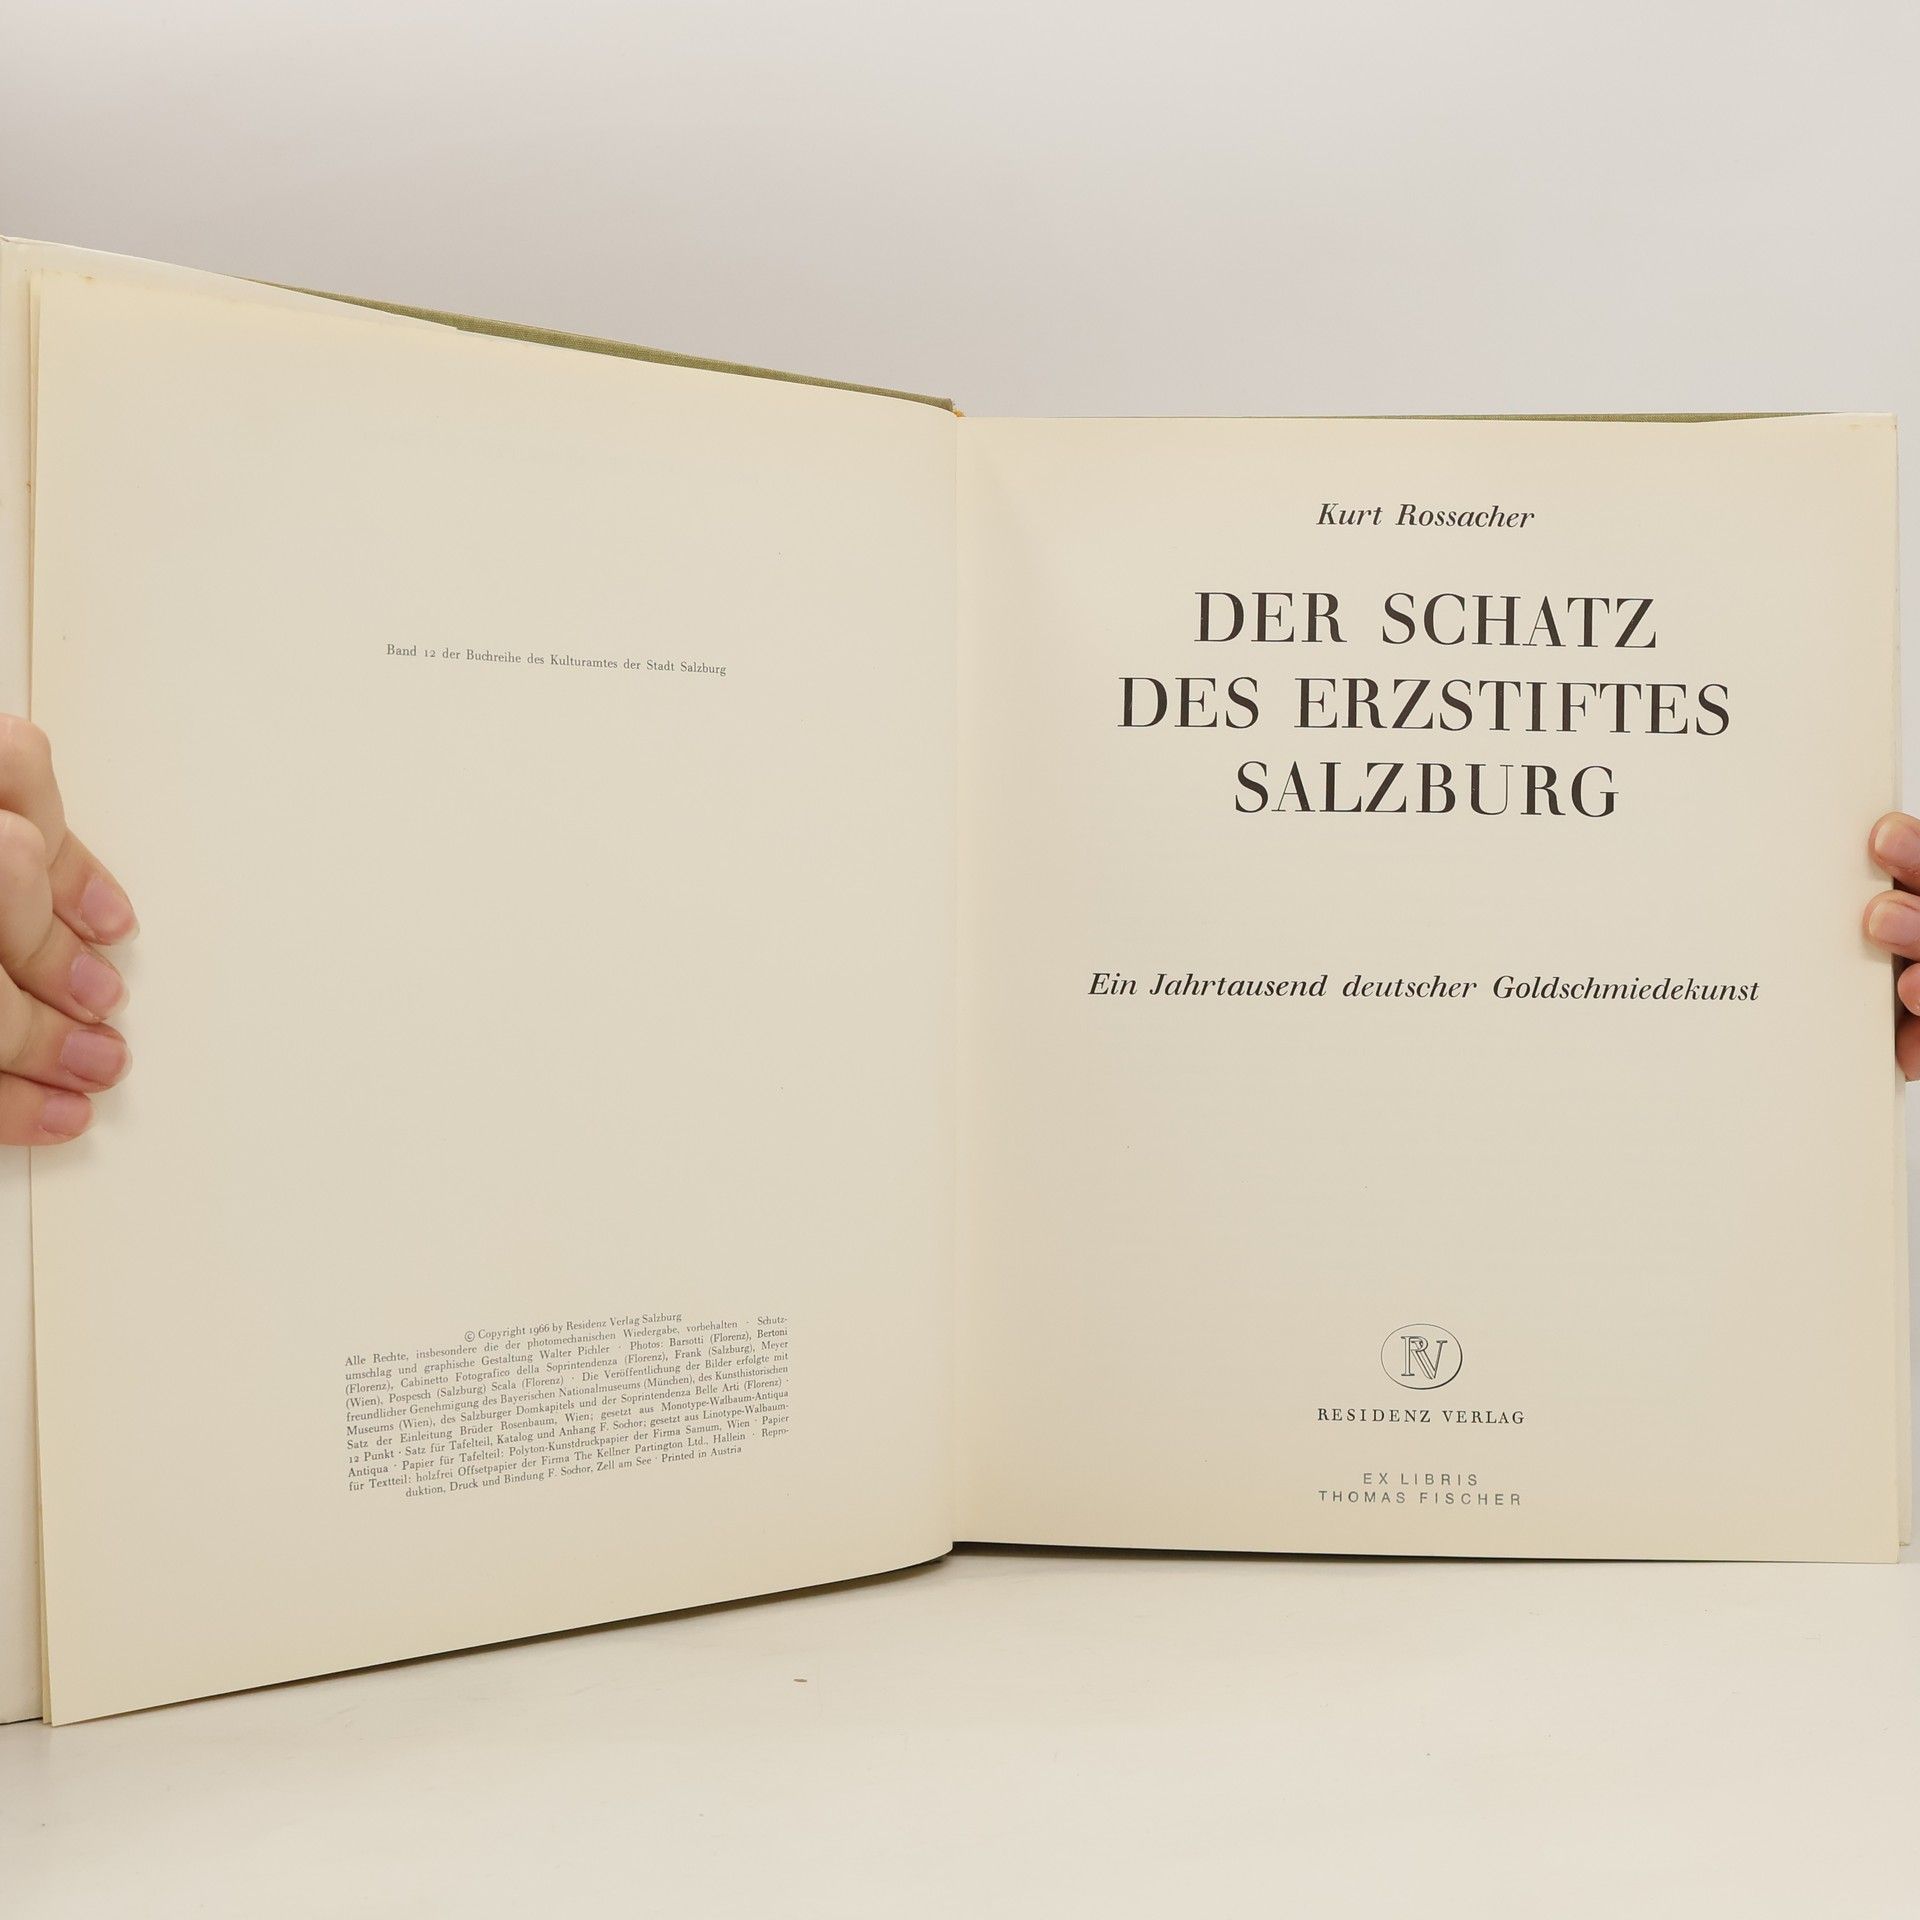 Band 12 der Buchreihe des Kulturamtes der Stadt Salzburg
© Copyright 1966 by Residenz Verlag Salzburg
Alle Rechte, insbesondere die der photomechanischen Wiedergabe, vorbehalten · Schutz-
umschlag und graphische Gestaltung Walter Pichler · Photos: Barsotti (Florenz), Bertoni
(Florenz), Cabinetto Fotografico della Soprintendenza (Florenz), Frank (Salzburg), Meyer
(Wien), Pospesch (Salzburg) Scala (Florenz) · Die Veröffentlichung der Bilder erfolgte mit
freundlicher Genehmigung des Bayerischen Nationalmuseums (München), des Kunsthistorischen
Museums (Wien), des Salzburger Domkapitels und der Soprintendenza Belle Arti (Florenz) ·
Satz der Einleitung Brüder Rosenbaum, Wien; gesetzt aus Monotype-Walbaum-Antiqua
12 Punkt · Satz für Tafelteil, Katalog und Anhang F. Sochor; gesetzt aus Linotype-Walbaum-
Antiqua · Papier für Tafelteil: Polyton-Kunstdruckpapier der Firma Samum, Wien · Papier
für Textteil: holzfrei Offsetpapier der Firma The Kellner Partington Ltd., Hallein · Repro-
duktion, Druck und Bindung F. Sochor, Zell am See · Printed in Austria
Kurt Rossacher
DER SCHATZ
DES ERZSTIFTES
SALZBURG
Ein Jahrtausend deutscher Goldschmiedekunst
RV
RESIDENZ VERLAG
EX LIBRIS
THOMAS FISCHER